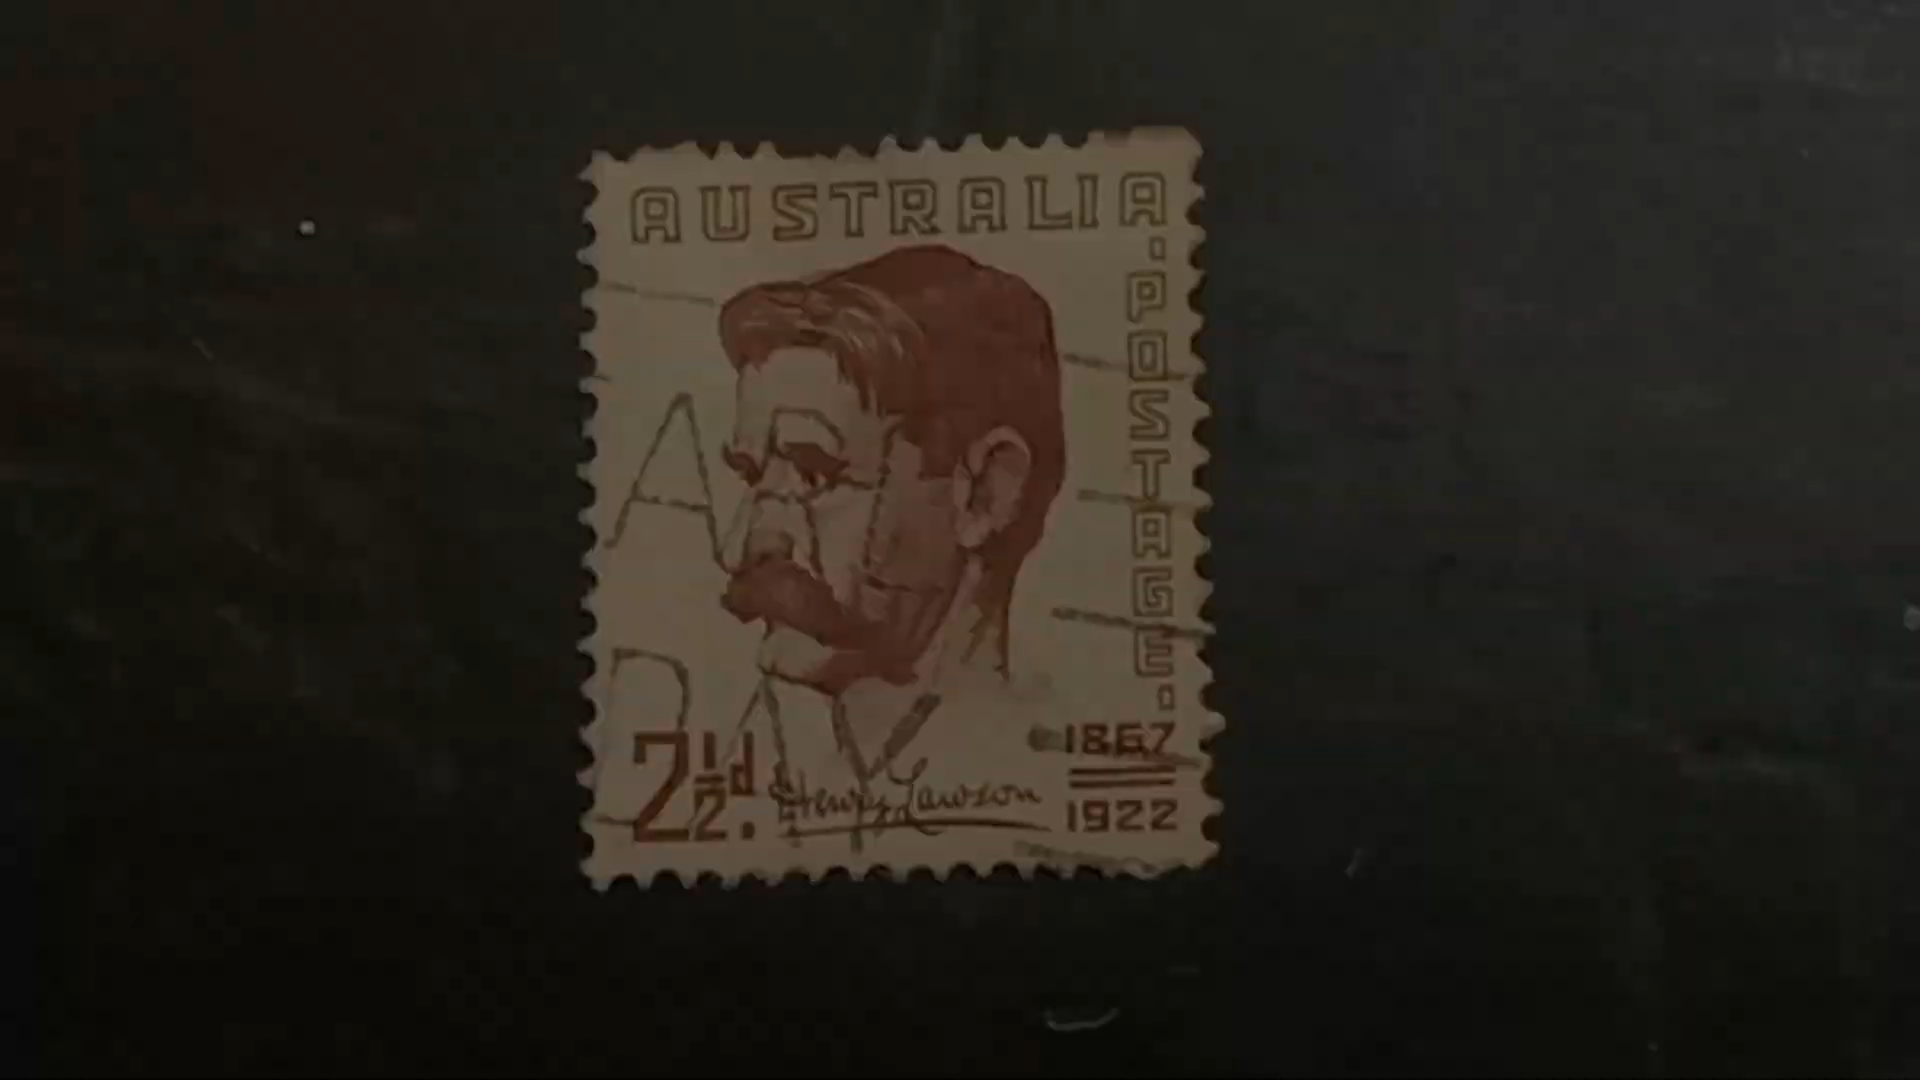 AUSTRALIA.
POSTAGE.
1867
1922
2½d.
Henry Lawson